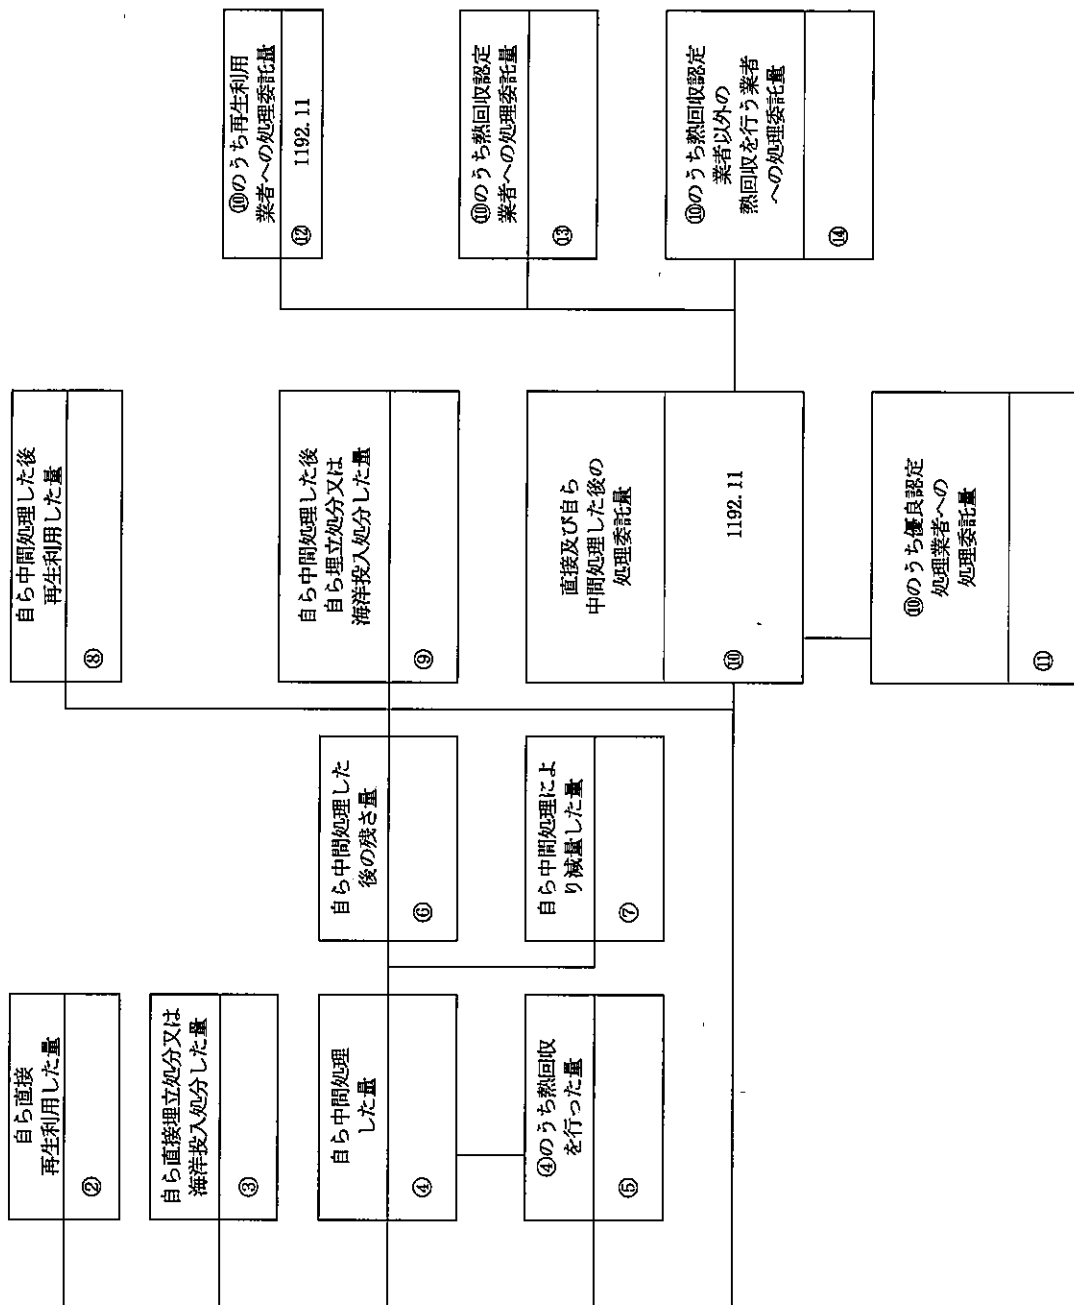 自ら直接
再生利用した量
②
自ら直接埋立処分又は
海洋投入処分した量
③
自ら中間処理
した量
④
④のうち熱回収
を行った量
⑤
自ら中間処理した
後の残さ量
⑥
自ら中間処理によ
り減量した量
⑦
自ら中間処理した後
再生利用した量
⑧
自ら中間処理した後
自ら埋立処分又は
海洋投入処分した量
⑨
直接及び自ら
中間処理した後の
処理委託量
⑩ 1192.11
⑩のうち優良認定
処理業者への
処理委託量
⑪
⑩のうち再生利用
業者への処理委託量
⑫ 1192.11
⑩のうち熱回収認定
業者への処理委託量
⑬
⑩のうち熱回収認定
業者以外の
熱回収を行う業者
への処理委託量
⑭